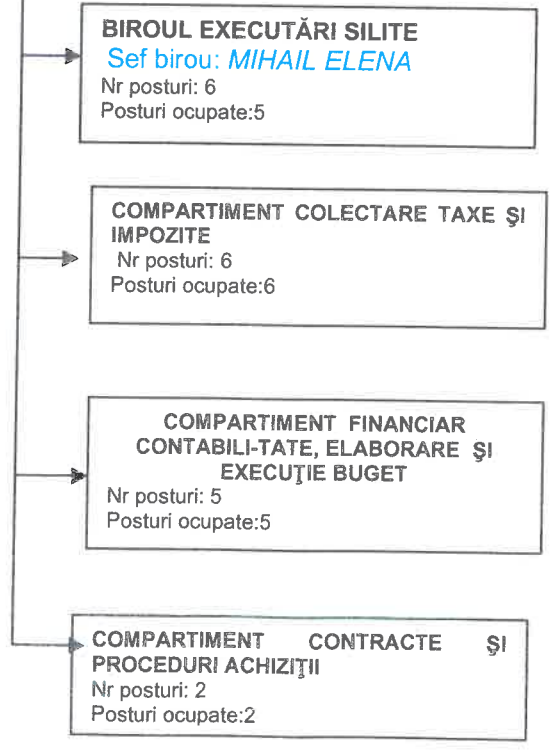 BIROUL EXECUTĂRI SILITE
Sef birou: MIHAIL ELENA
Nr posturi: 6
Posturi ocupate:5
COMPARTIMENT COLECTARE TAXE ŞI
IMPOZITE
Nr posturi: 6
Posturi ocupate:6
COMPARTIMENT FINANCIAR
CONTABILI-TATE, ELABORARE ŞI
EXECUŢIE BUGET
Nr posturi: 5
Posturi ocupate:5
COMPARTIMENT CONTRACTE ŞI
PROCEDURI ACHIZIŢII
Nr posturi: 2
Posturi ocupate:2